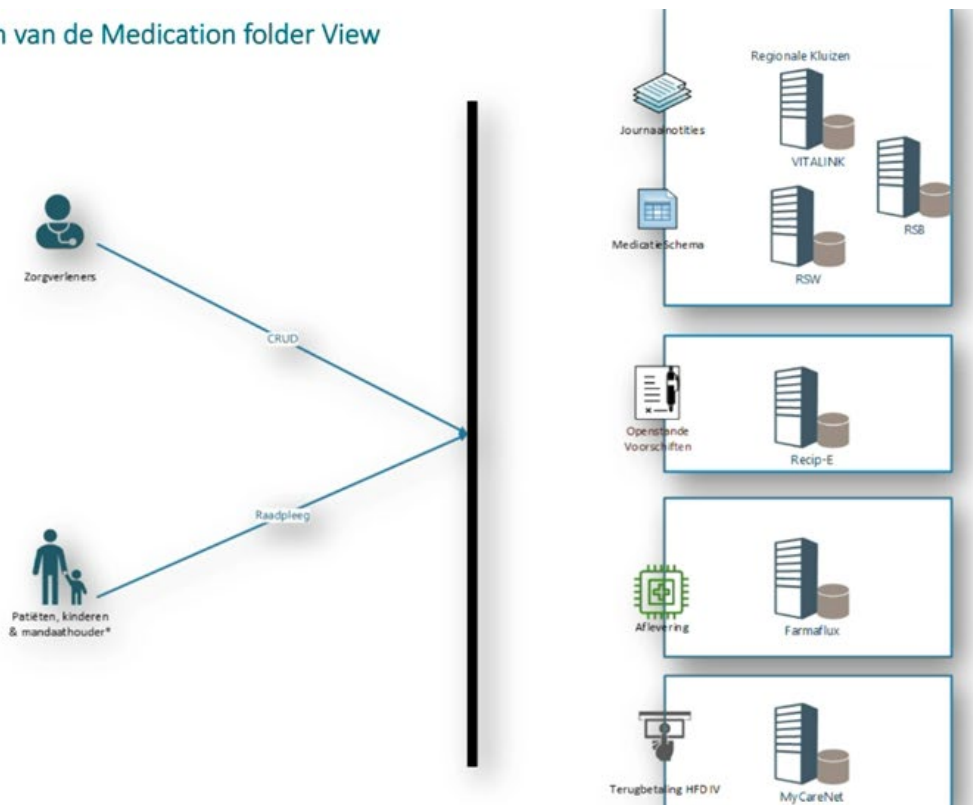 n van de Medication folder View
Regionale Kluizen
Journaalnotities
VITALINK
RSB
MedicatieSchema
RSW
Zorgverleners
CRUD
Openstande
Voorschiften
Recip-E
Raadpleeg
Patiëten, kinderen
& mandaathouder*
Aflevering
Farmaflux
Terugbetaling HFD IV
MyCareNet